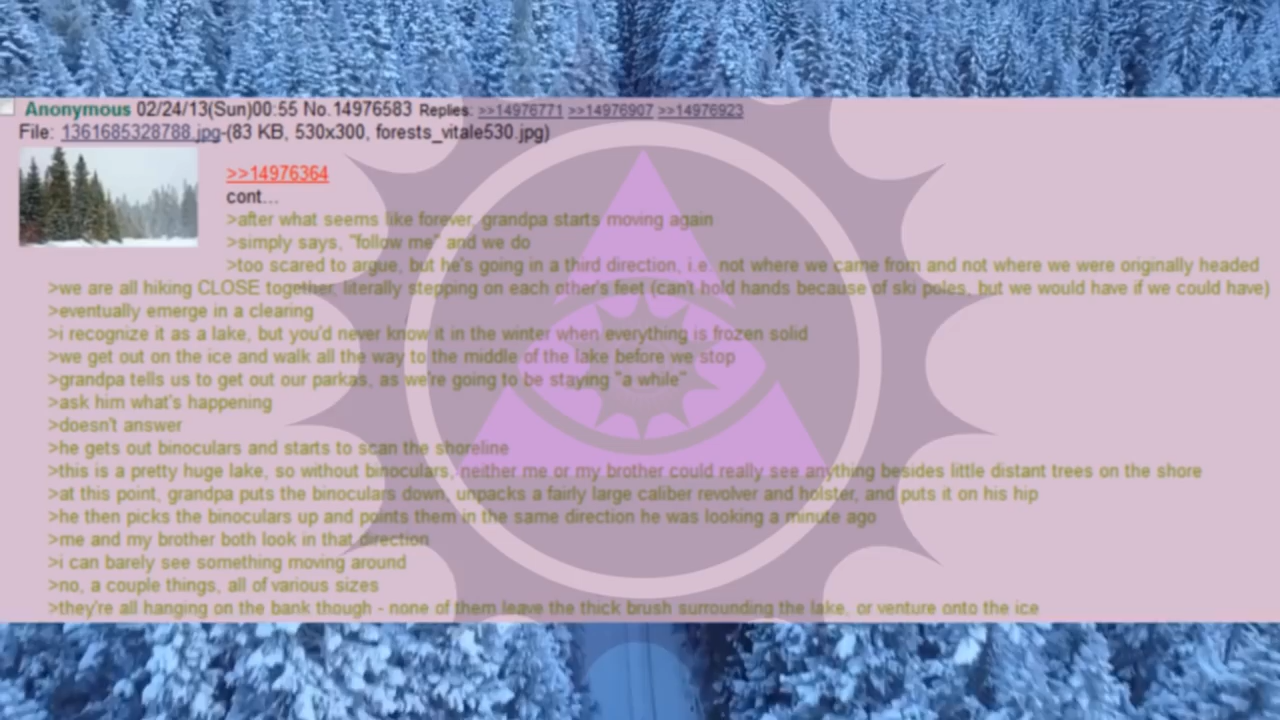 Anonymous 02/24/13(Sun)00:55 No.14976583 Replies: >>14976771 >>14976907 >>14976923
File: 1361685328788.jpg-(83 KB, 530x300, forests_vitale530.jpg)
>>14976364
cont...
>after what seems like forever, grandpa starts moving again
>simply says, "follow me" and we do
>too scared to argue, but he's going in a third direction, i.e. not where we came from and not where we were originally headed
>we are all hiking CLOSE together, literally stepping on each other's feet (can't hold hands because of ski poles, but we would have if we could have)
>eventually emerge in a clearing
>i recognize it as a lake, but you'd never know it in the winter when everything is frozen solid
>we get out on the ice and walk all the way to the middle of the lake before we stop
>grandpa tells us to get out our parkas, as we're going to be staying "a while"
>ask him what's happening
>doesn't answer
>he gets out binoculars and starts to scan the shoreline
>this is a pretty huge lake, so without binoculars, neither me or my brother could really see anything besides little distant trees on the shore
>at this point, grandpa puts the binoculars down, unpacks a fairly large caliber revolver and holster, and puts it on his hip
>he then picks the binoculars up and points them in the same direction he was looking a minute ago
>me and my brother both look in that direction
>i can barely see something moving around
>no, a couple things, all of various sizes
>they're all hanging on the bank though - none of them leave the thick brush surrounding the lake, or venture onto the ice